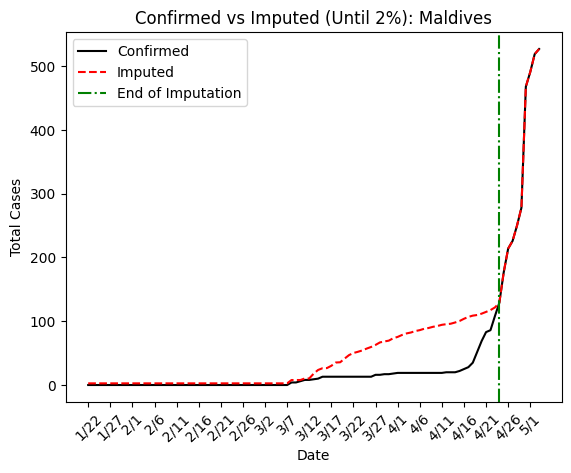 Confirmed vs Imputed (Until 2%): Maldives
Confirmed
Imputed
End of Imputation
Total Cases
500
400
300
200
100
0
1/22 1/27 2/1 2/6 2/11 2/16 2/21 2/26 3/2 3/7 3/12 3/17 3/22 3/27 4/1 4/6 4/11 4/16 4/21 4/26 5/1
Date